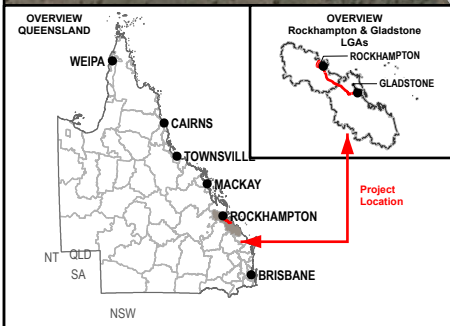 OVERVIEW
QUEENSLAND
WEIPA
CAIRNS
TOWNSVILLE
MACKAY
ROCKHAMPTON
BRISBANE
NT
QLD
SA
NSW
OVERVIEW
Rockhampton & Gladstone
LGAs
ROCKHAMPTON
GLADSTONE
Project
Location